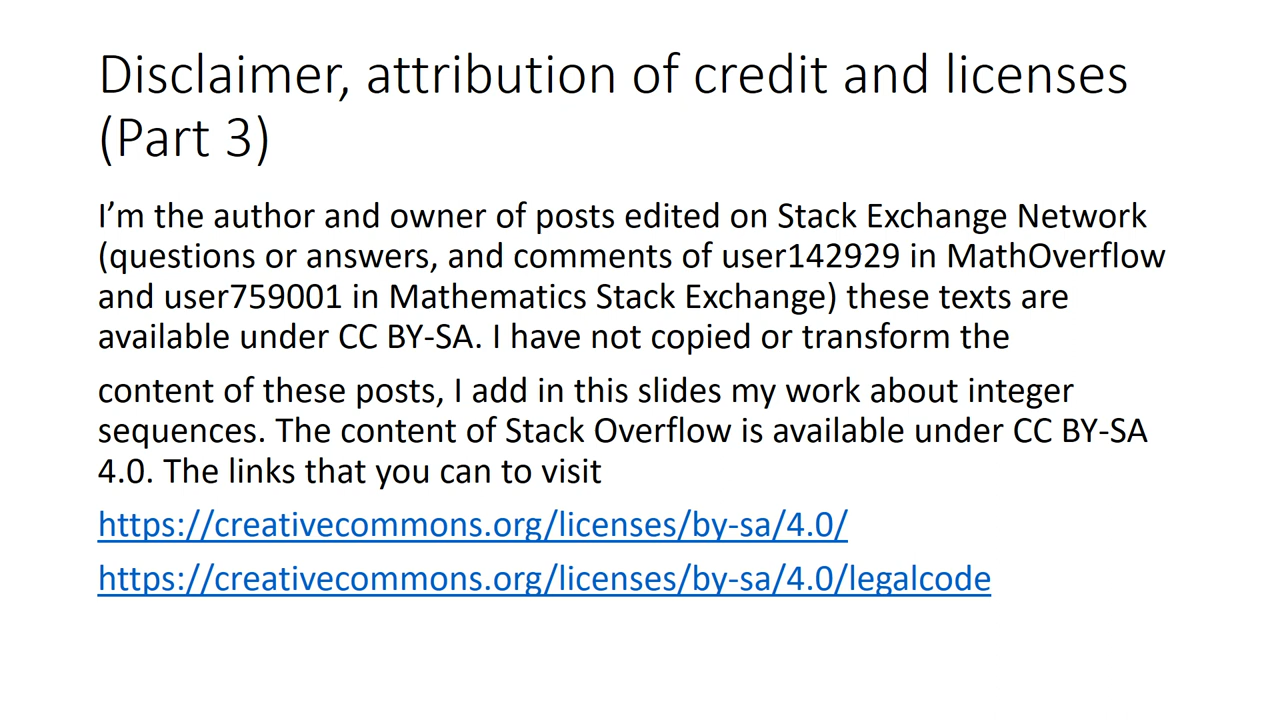 Disclaimer, attribution of credit and licenses
(Part 3)
I’m the author and owner of posts edited on Stack Exchange Network
(questions or answers, and comments of user142929 in MathOverflow
and user759001 in Mathematics Stack Exchange) these texts are
available under CC BY-SA. I have not copied or transform the
content of these posts, I add in this slides my work about integer
sequences. The content of Stack Overflow is available under CC BY-SA
4.0. The links that you can to visit
https://creativecommons.org/licenses/by-sa/4.0/
https://creativecommons.org/licenses/by-sa/4.0/legalcode